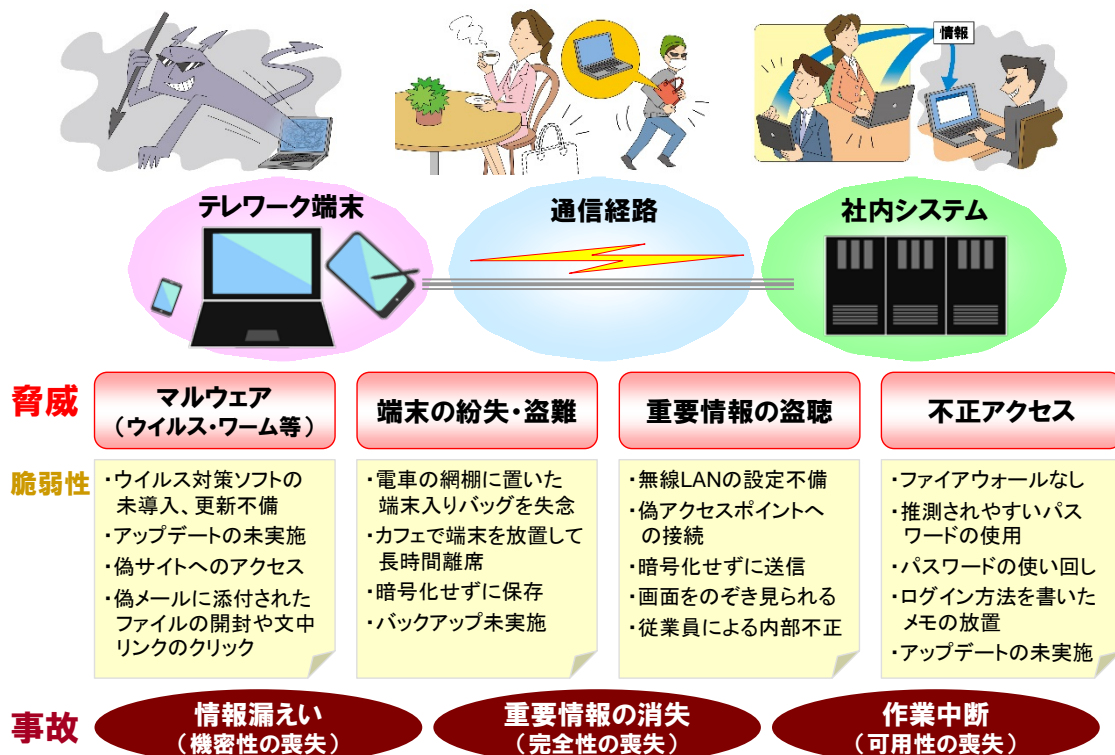 情報
テレワーク端末
通信経路
社内システム
脅威
マルウェア
（ウイルス・ワーム等）
端末の紛失・盗難
重要情報の盗聴
不正アクセス
脆弱性
・ウイルス対策ソフトの
未導入、更新不備
・アップデートの未実施
・偽サイトへのアクセス
・偽メールに添付された
ファイルの開封や文中
リンクのクリック
・電車の網棚に置いた
端末入りバッグを失念
・カフェで端末を放置して
長時間離席
・暗号化せずに保存
・バックアップ未実施
・無線LANの設定不備
・偽アクセスポイントへ
の接続
・暗号化せずに送信
・画面をのぞき見られる
・従業員による内部不正
・ファイアウォールなし
・推測されやすいパス
ワードの使用
・パスワードの使い回し
・ログイン方法を書いた
メモの放置
・アップデートの未実施
事故
情報漏えい
（機密性の喪失）
重要情報の消失
（完全性の喪失）
作業中断
（可用性の喪失）